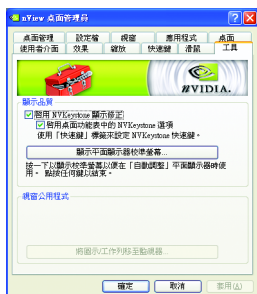 nView 桌面管理員
桌面管理 設定檔 視窗 應用程式 桌面
使用者介面 效果 縮放 快速鍵 滑鼠 工具
NVIDIA.
顯示品質
啟用 NVKeystone 顯示修正
啟用桌面功能表中的 NVKeystone 選項
使用「快速鍵」標籤來設定 NVKeystone 快速鍵。
顯示平面顯示器校準螢幕...
按一下以顯示校準螢幕以便在「自動調整」平面顯示器時使
用。 點按任何鍵以結束。
視窗公用程式
將圖示/工作列移至監視器...
確定 取消 套用(A)